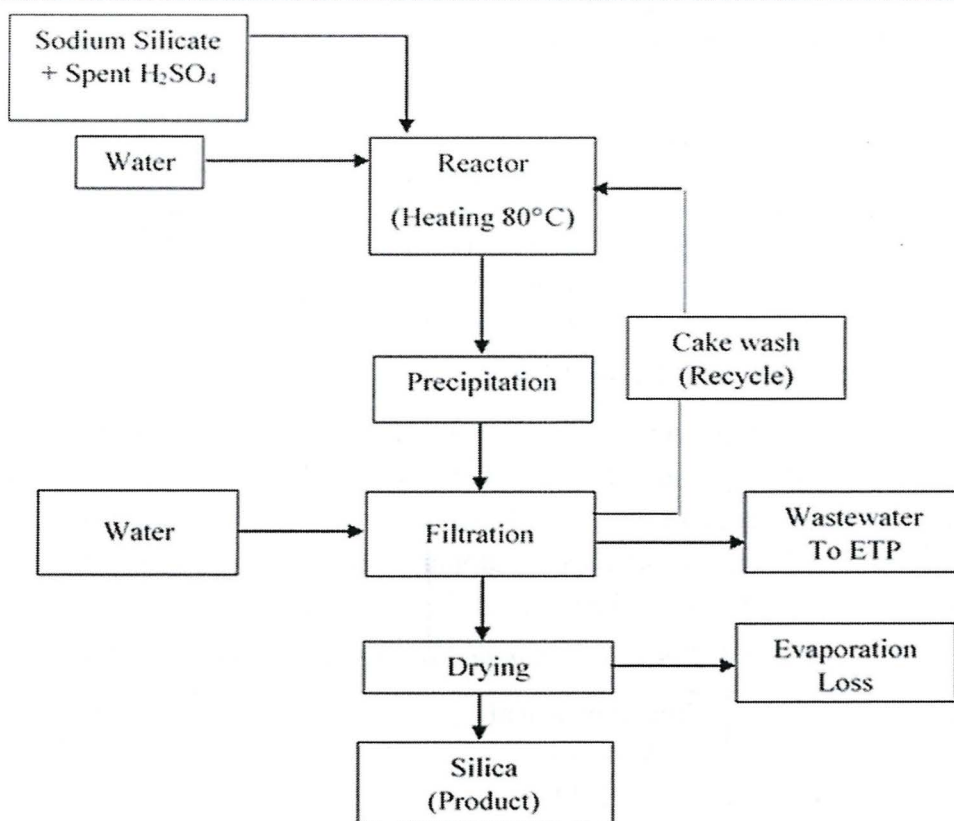 Sodium Silicate
+ Spent H₂SO₄
Water
Reactor
(Heating 80°C)
Cake wash
(Recycle)
Precipitation
Water
Filtration
Wastewater
To ETP
Drying
Evaporation
Loss
Silica
(Product)